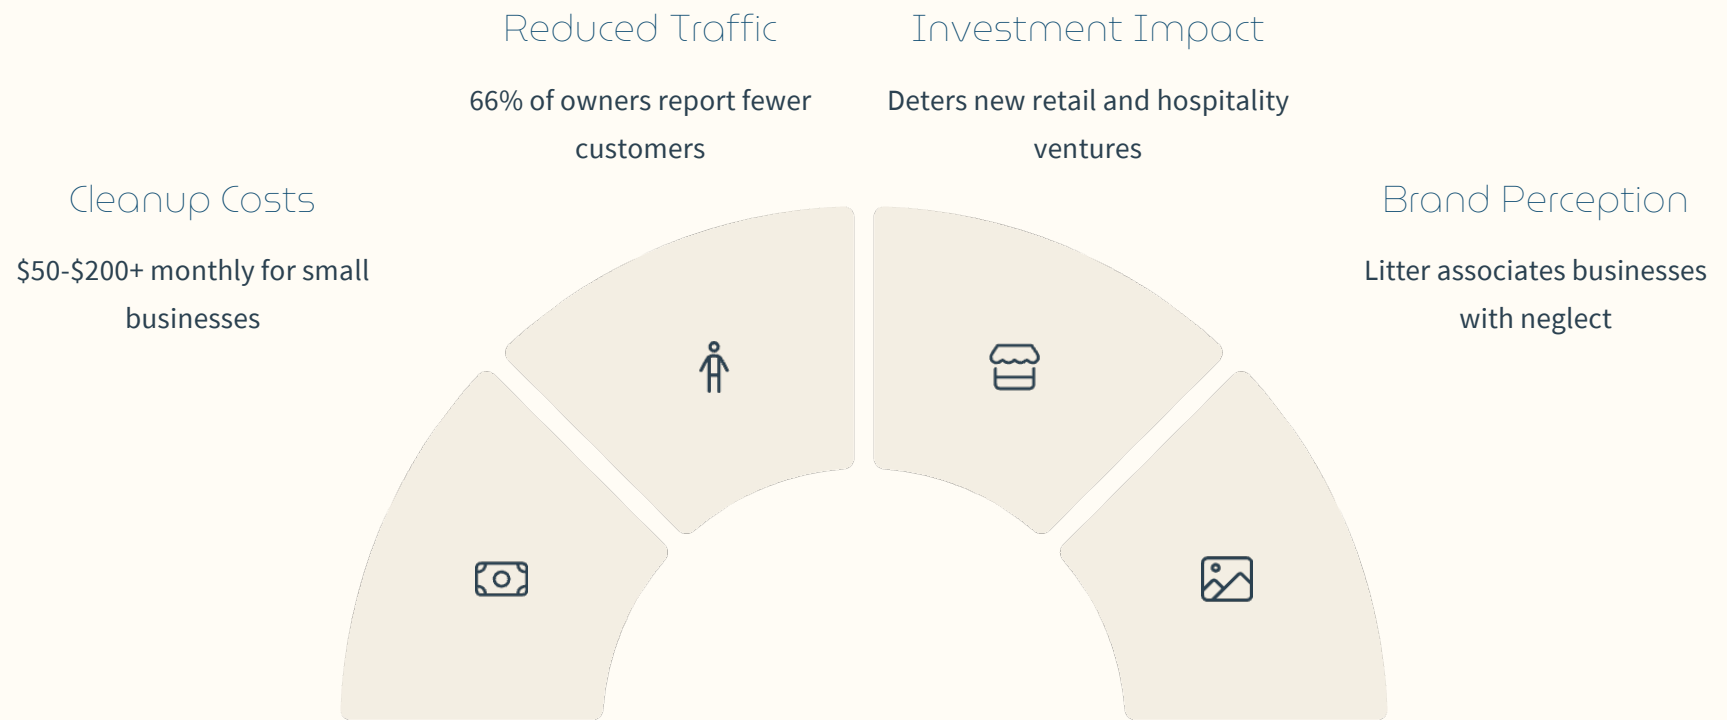 Reduced Traffic
66% of owners report fewer
customers
Investment Impact
Deters new retail and hospitality
ventures
Cleanup Costs
$50-$200+ monthly for small
businesses
Brand Perception
Litter associates businesses
with neglect